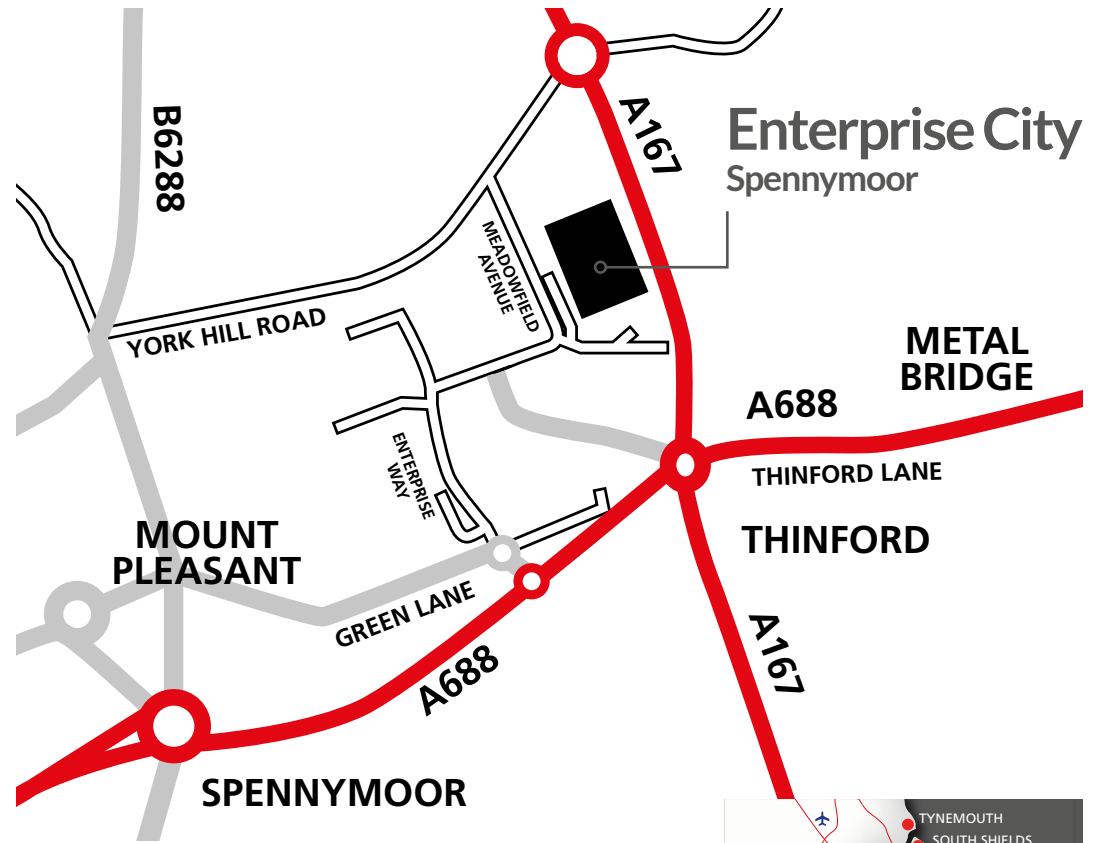 B6288
A167
Enterprise City
Spennymoor
MEADOWFIELD
AVENUE
YORK HILL ROAD
METAL
BRIDGE
A688
THINFORD LANE
ENTERPRISE
WAY
MOUNT
PLEASANT
THINFORD
GREEN LANE
A688
A167
SPENNYMOOR
TYNEMOUTH
SOUTH SHIELDS